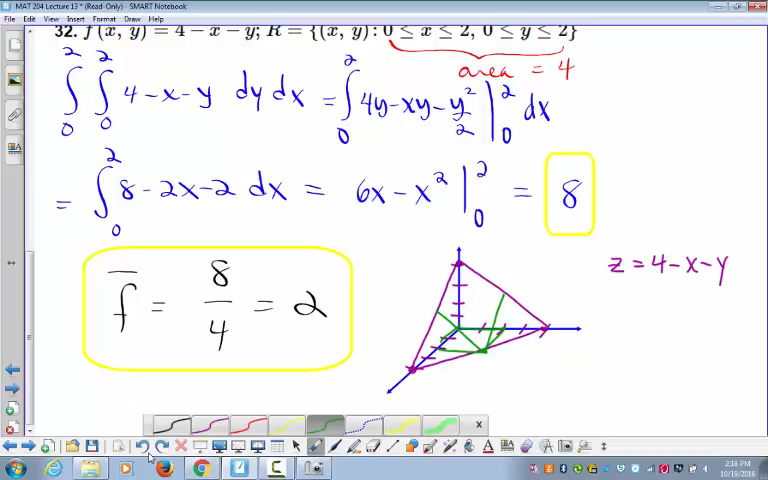 MAT 204 Lecture 13 * - SMART Notebook
File Edit View Insert Format Draw Help
32. f(x, y) = 4 − x − y; R = {(x, y) : 0 ≤ x ≤ 2, 0 ≤ y ≤ 2}
area = 4
∫₀² ∫₀² 4-x-y dy dx = ∫₀² 4y-xy-y²/2 |₀² dx
= ∫₀² 8-2x-2 dx = 6x-x² |₀² = 8
f̅ = 8/4 = 2
z = 4-x-y
x
A
2:16 PM
10/19/2016